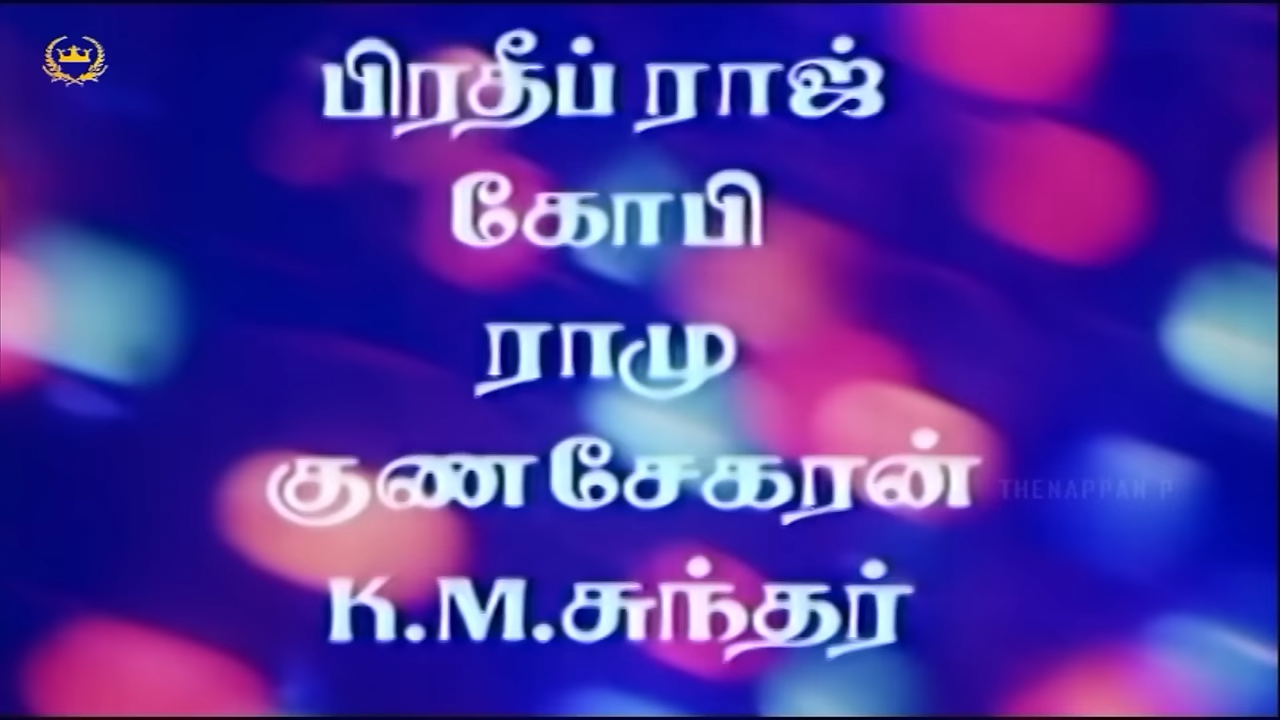 பிரதீப் ராஜ்
கோபி
ராமு
குணசேகரன்
THENAPPAN P
K.M.சுந்தர்